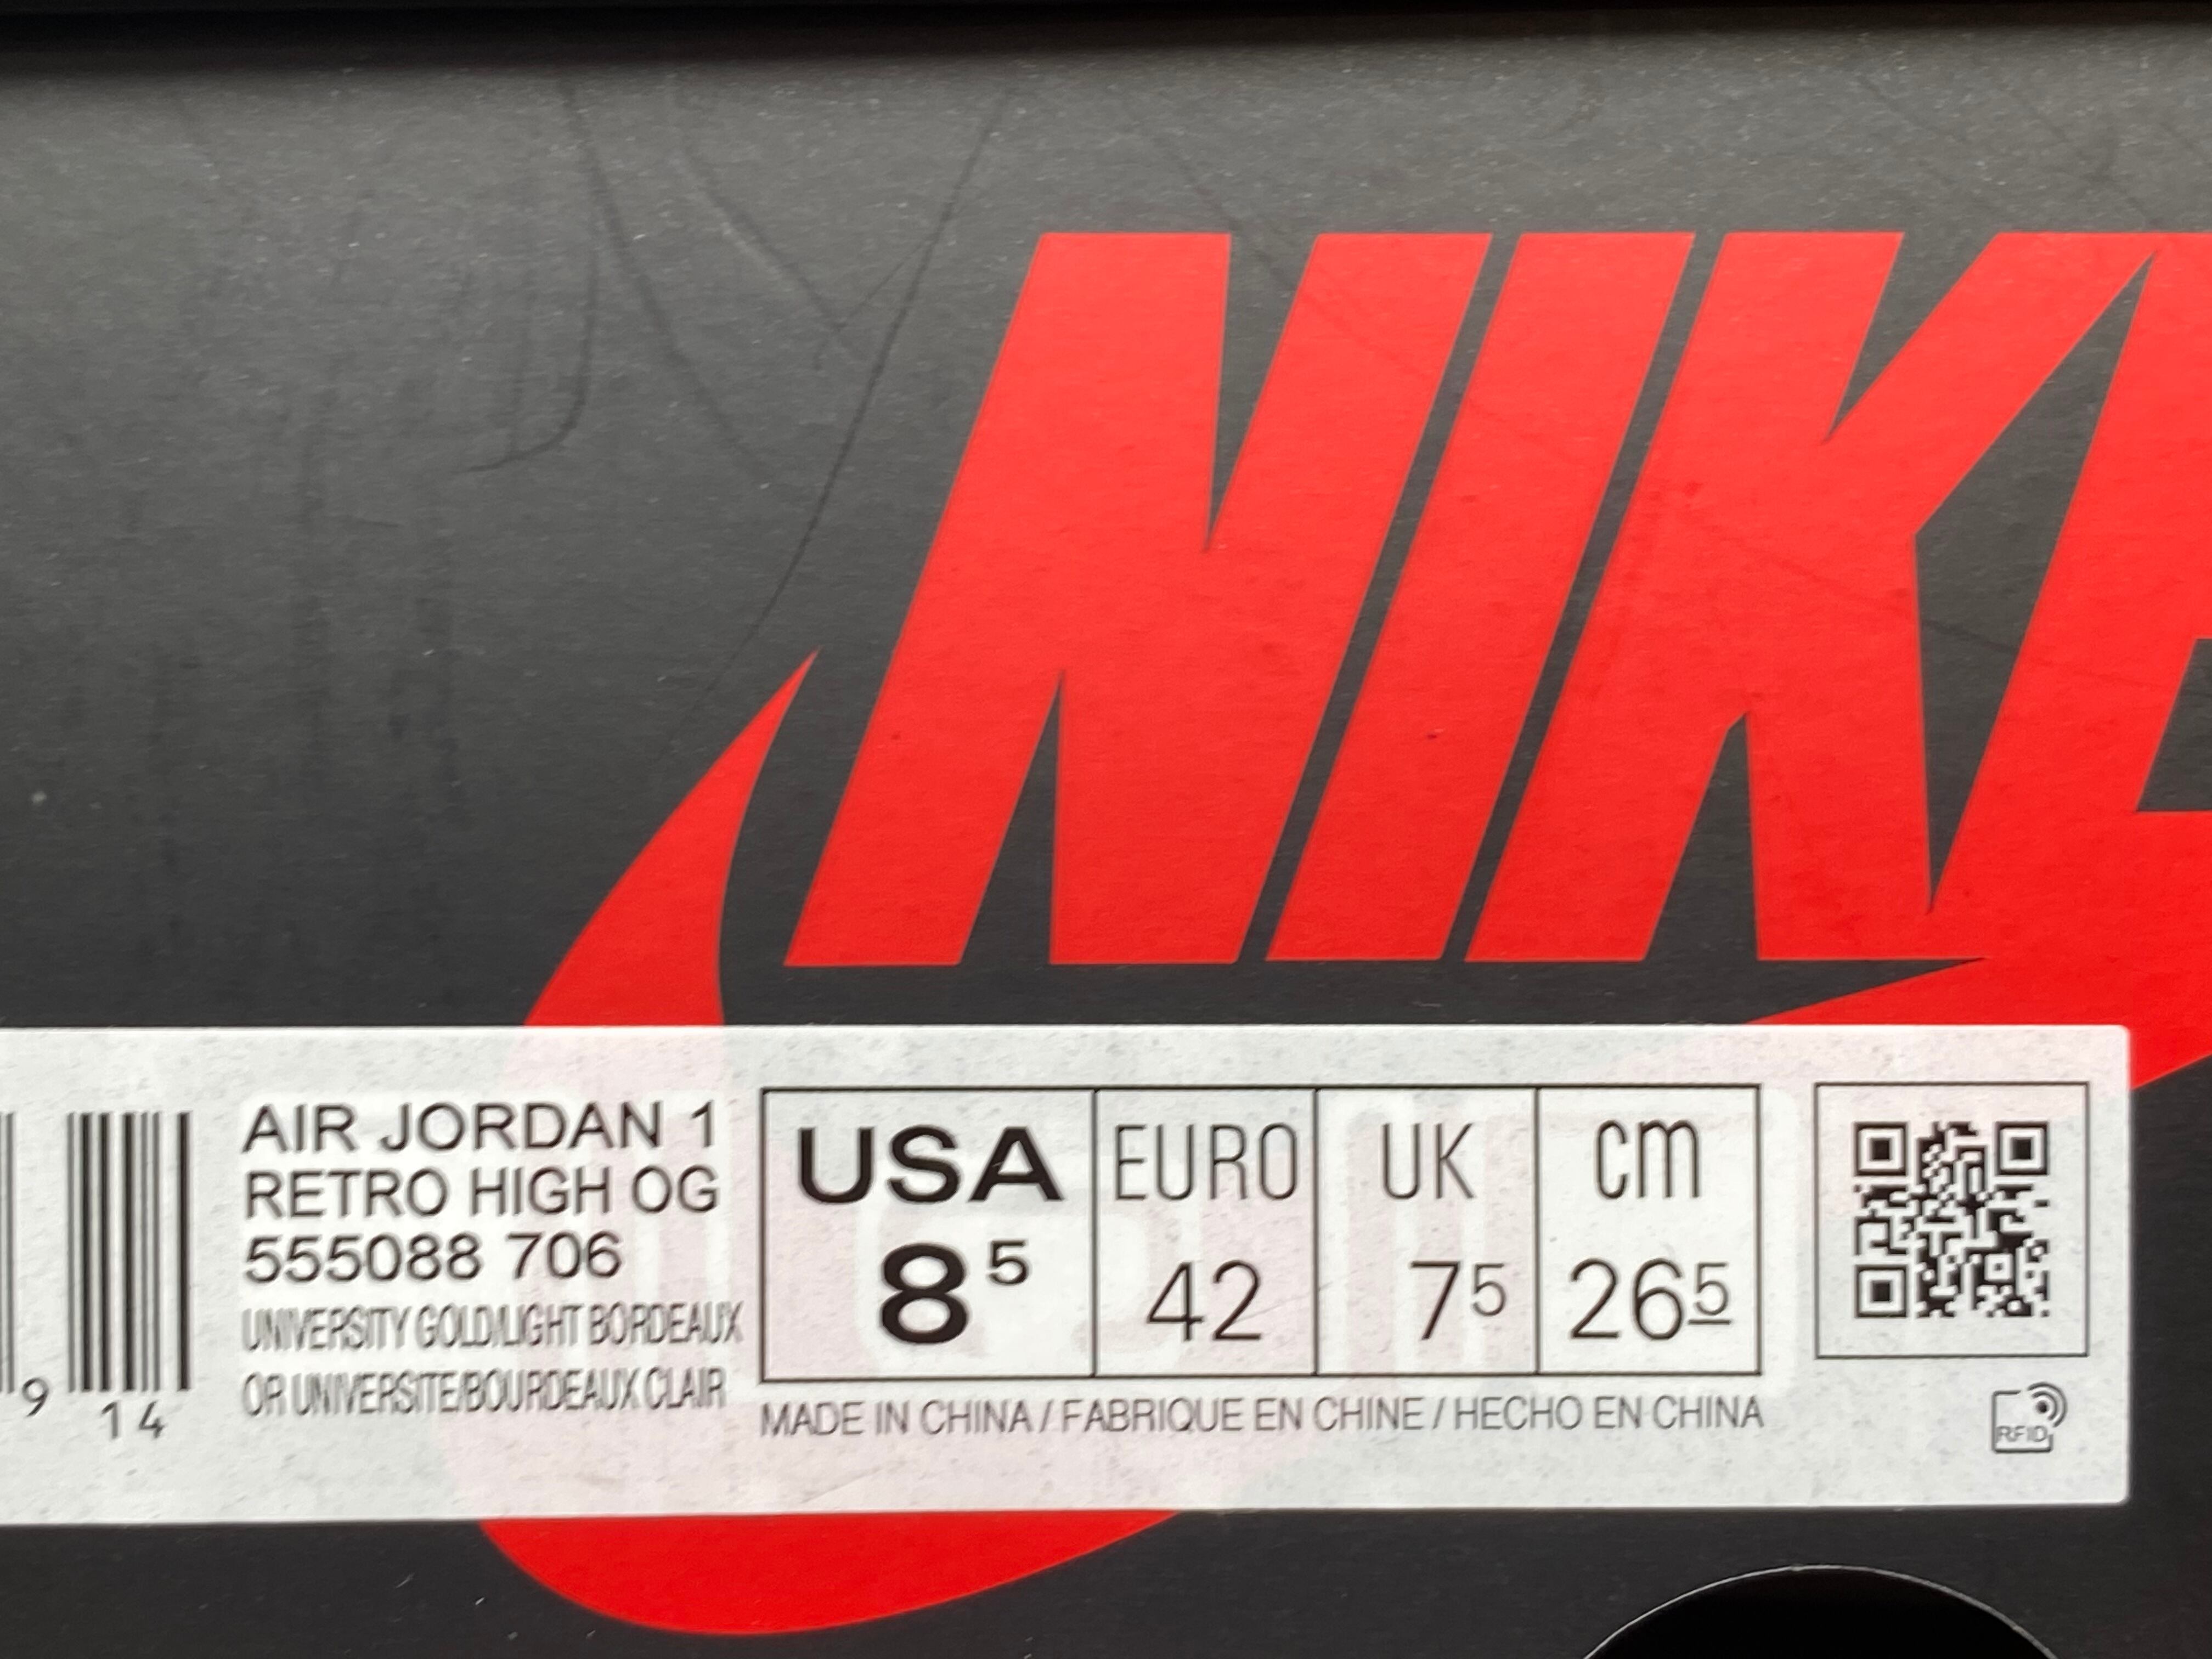 NIKE
AIR JORDAN 1
RETRO HIGH OG
555088 706
UNIVERSITY GOLD/LIGHT BORDEAUX
OR UNIVERSITE/BOURDEAUX CLAIR
USA EURO UK cm
8 5 42 7 5 26 5
MADE IN CHINA / FABRIQUE EN CHINE / HECHO EN CHINA
9 14
RFID